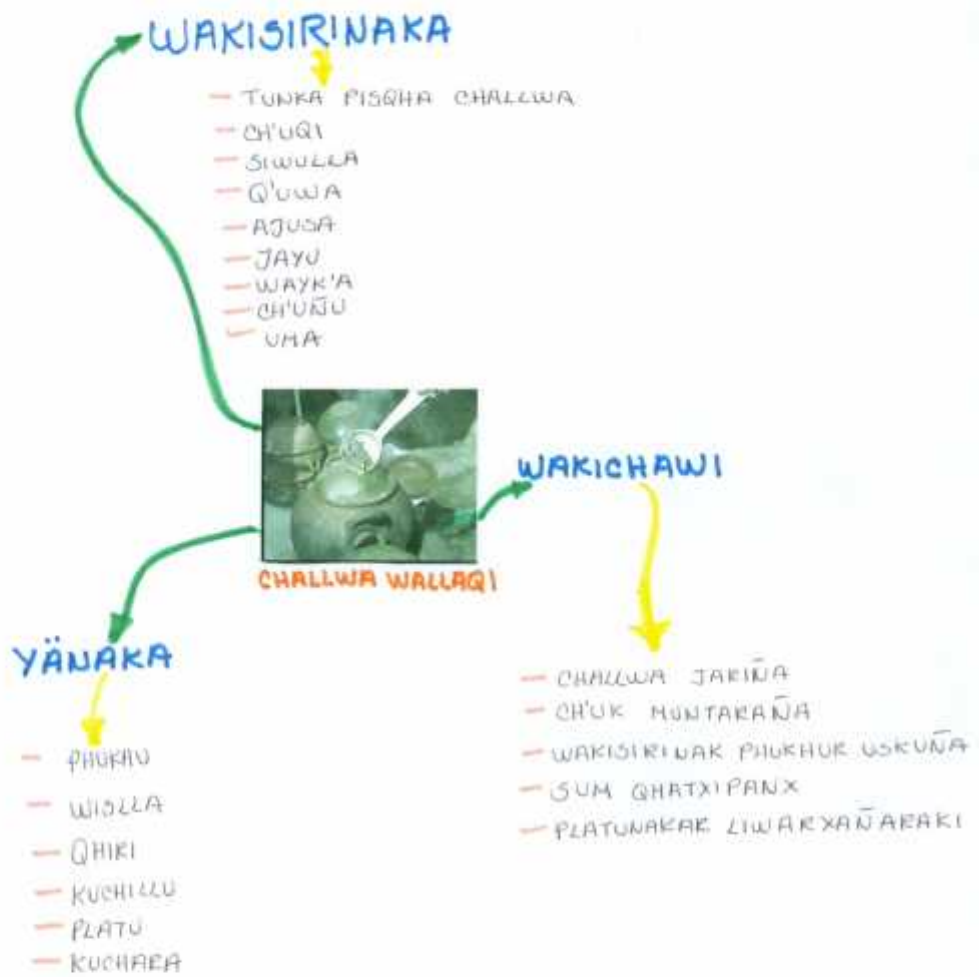 WAKISIRINAKA
- TUNKA PISQHA CHALLWA
- CH'UQI
- SIWULLA
- Q'UWA
- AJUSA
- JAYU
- WAYK'A
- CH'UÑU
- UMA
CHALLWA WALLAQI
WAKICHAWI
- CHALLWA JARIÑA
- CH'UK MUNTARAÑA
- WAKISIRINAK PHUKHUR USKUÑA
- SUM QHATXIPANX
- PLATUNAKAR LIWARXAÑARAKI
YÄNAKA
- PHUKHU
- WISLLA
- QHIRI
- KUCHILLU
- PLATU
- KUCHARA